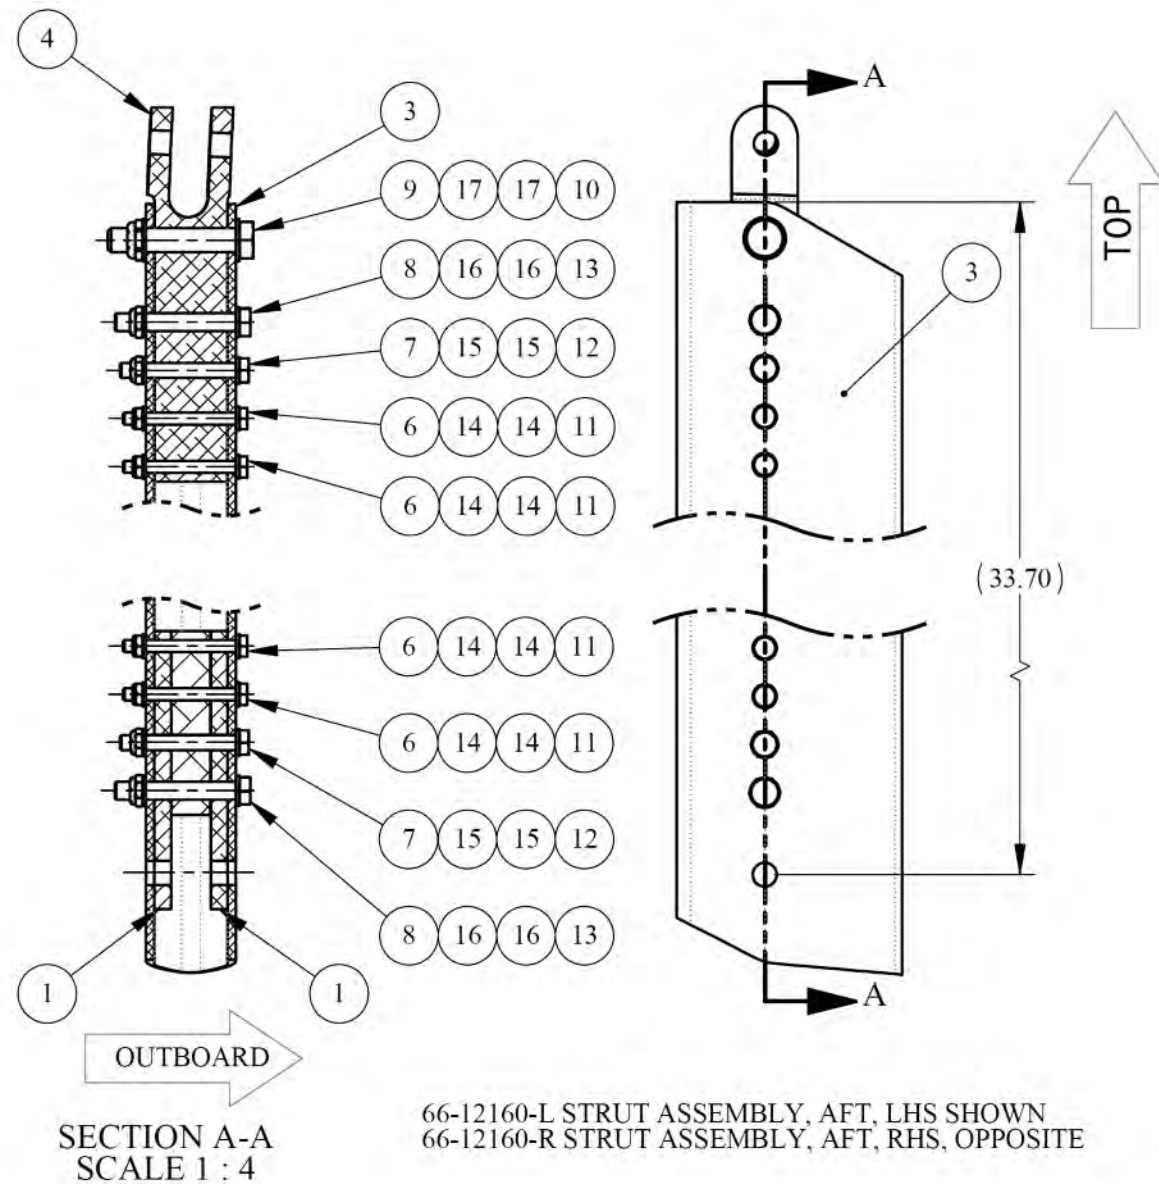 4
A
3
9 17 17 10
8 16 16 13
3
7 15 15 12
6 14 14 11
6 14 14 11
TOP
(33.70)
6 14 14 11
6 14 14 11
7 15 15 12
8 16 16 13
1
1
A
OUTBOARD
SECTION A-A
SCALE 1 : 4
66-12160-L STRUT ASSEMBLY, AFT, LHS SHOWN
66-12160-R STRUT ASSEMBLY, AFT, RHS, OPPOSITE